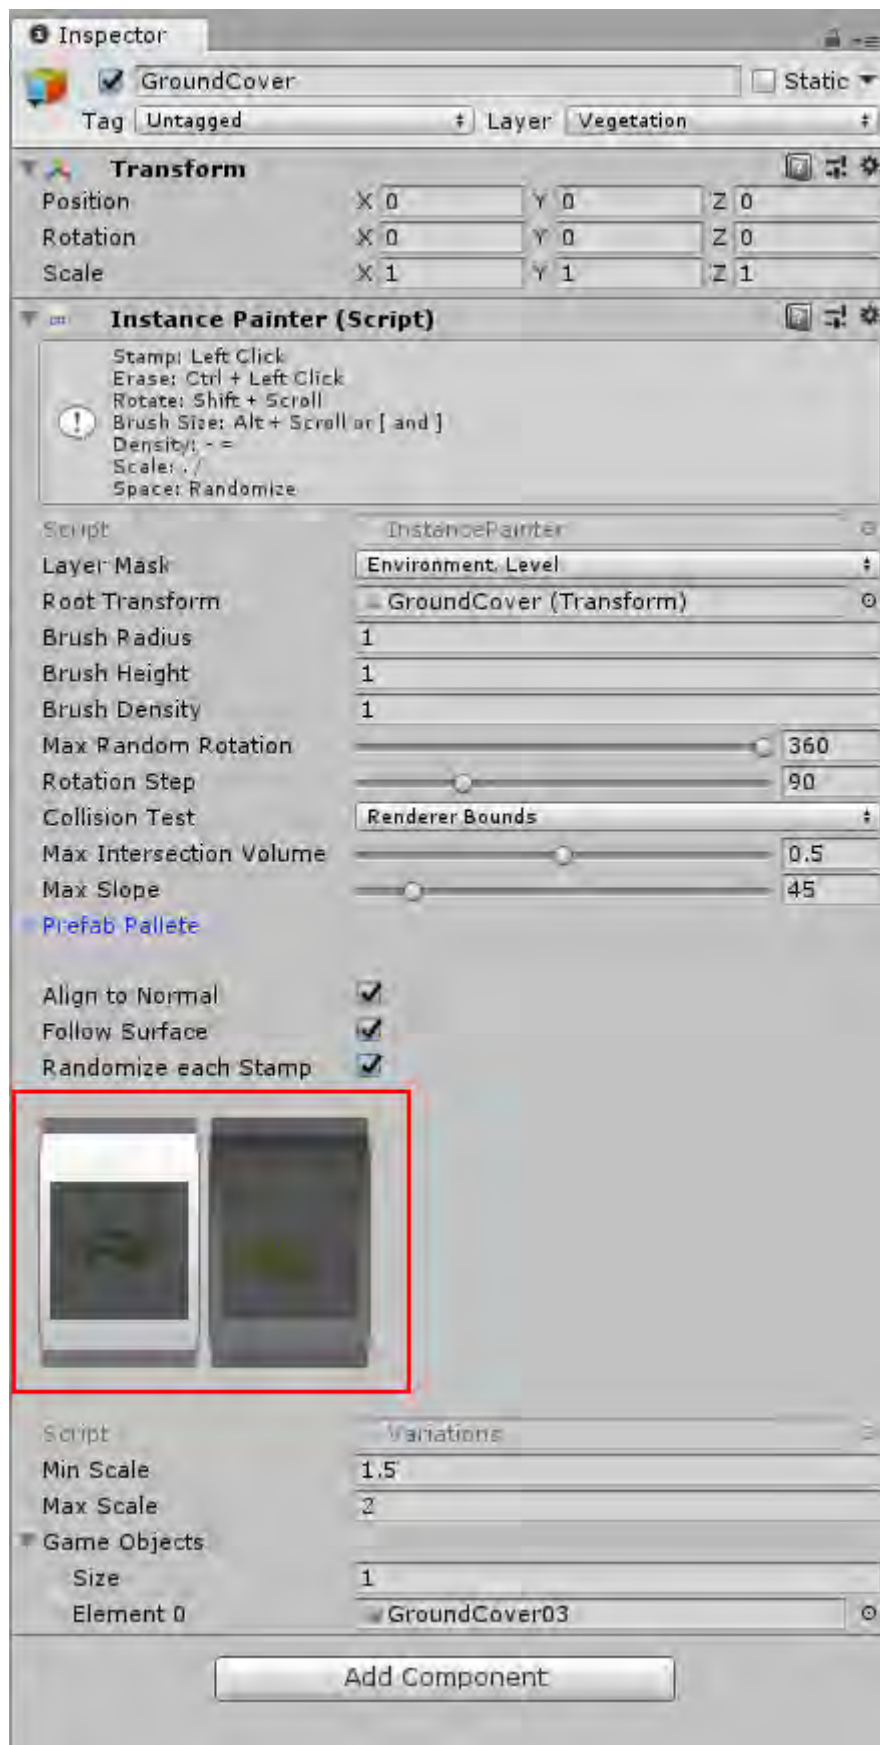 Inspector
GroundCover Static
Tag Untagged Layer Vegetation
Transform
Position X 0 Y 0 Z 0
Rotation X 0 Y 0 Z 0
Scale X 1 Y 1 Z 1
Instance Painter (Script)
Stamp: Left Click
Erase: Ctrl + Left Click
Rotate: Shift + Scroll
Brush Size: Alt + Scroll or [ and ]
Density: - =
Scale: . /
Space: Randomize
Script InstancePainter
Layer Mask Environment, Level
Root Transform GroundCover (Transform)
Brush Radius 1
Brush Height 1
Brush Density 1
Max Random Rotation 360
Rotation Step 90
Collision Test Renderer Bounds
Max Intersection Volume 0.5
Max Slope 45
Prefab Pallete
Align to Normal
Follow Surface
Randomize each Stamp
Script Variations
Min Scale 1.5
Max Scale 2
Game Objects
Size 1
Element 0 GroundCover03
Add Component